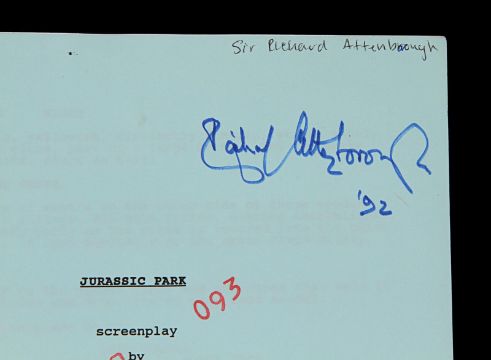 Sir Richard Attenborough
Richard Attenborough
'92
JURASSIC PARK
093
screenplay
by